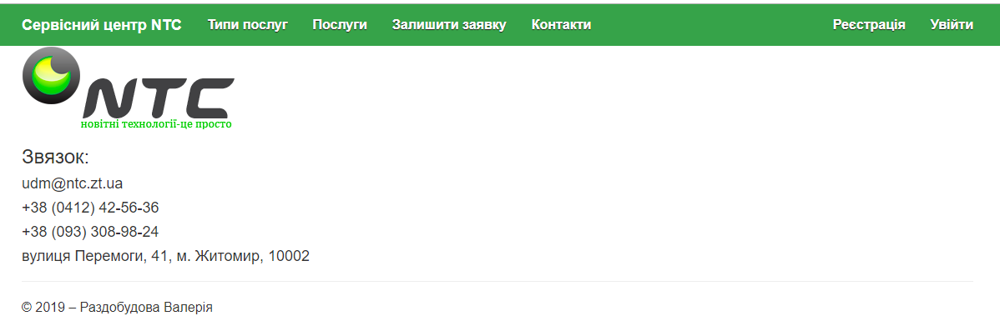 Сервісний центр NTC Типи послуг Послуги Залишити заявку Контакти Реєстрація Увійти
NTC
новітні технології-це просто
Звязок:
udm@ntc.zt.ua
+38 (0412) 42-56-36
+38 (093) 308-98-24
вулиця Перемоги, 41, м. Житомир, 10002
© 2019 – Раздобудова Валерія